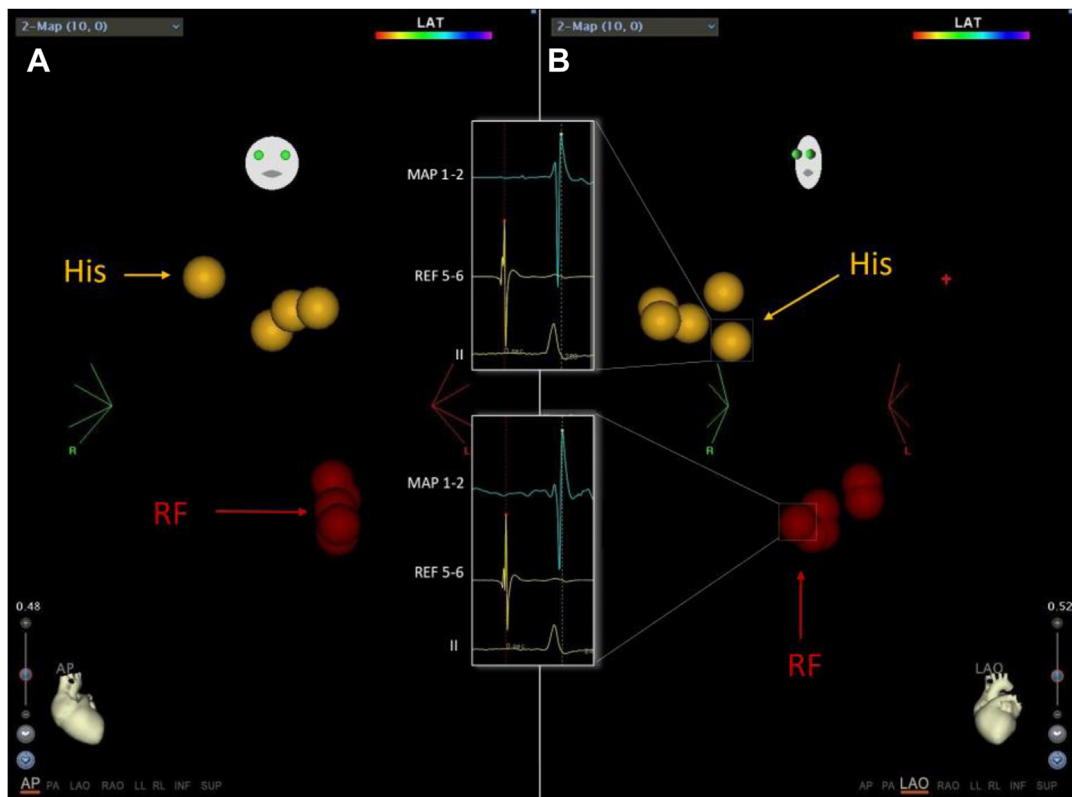 2-Map (10, 0)
LAT
A
His
RF
R
L
0.48
AP
AP PA LAO RAO LL RL INF SUP
MAP 1-2
REF 5-6
II
0 msec
MAP 1-2
REF 5-6
II
2-Map (10, 0)
LAT
B
His
R
L
RF
0.52
LAO
AP PA LAO RAO LL RL INF SUP